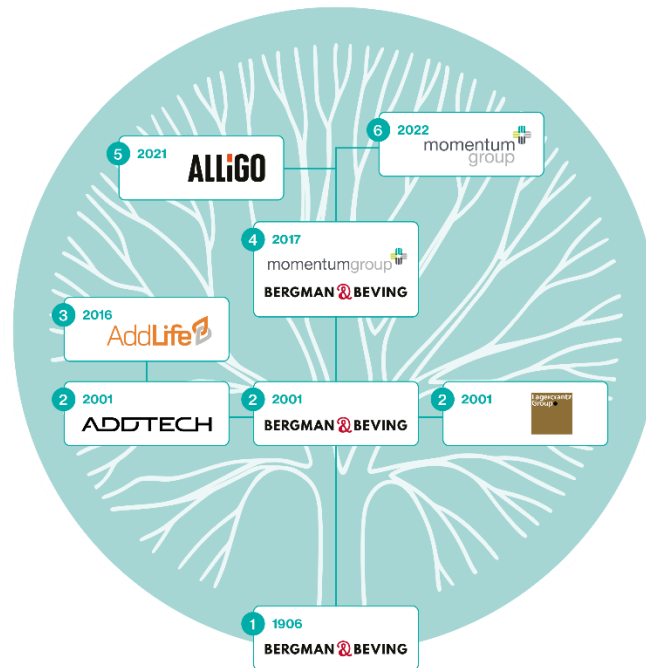 6 2022
momentum
group
5 2021
ALLiGO
4 2017
momentumgroup
BERGMAN & BEVING
3 2016
AddLife
2 2001
ADDTECH
2 2001
BERGMAN & BEVING
2 2001
Lagercrantz
Group
1 1906
BERGMAN & BEVING